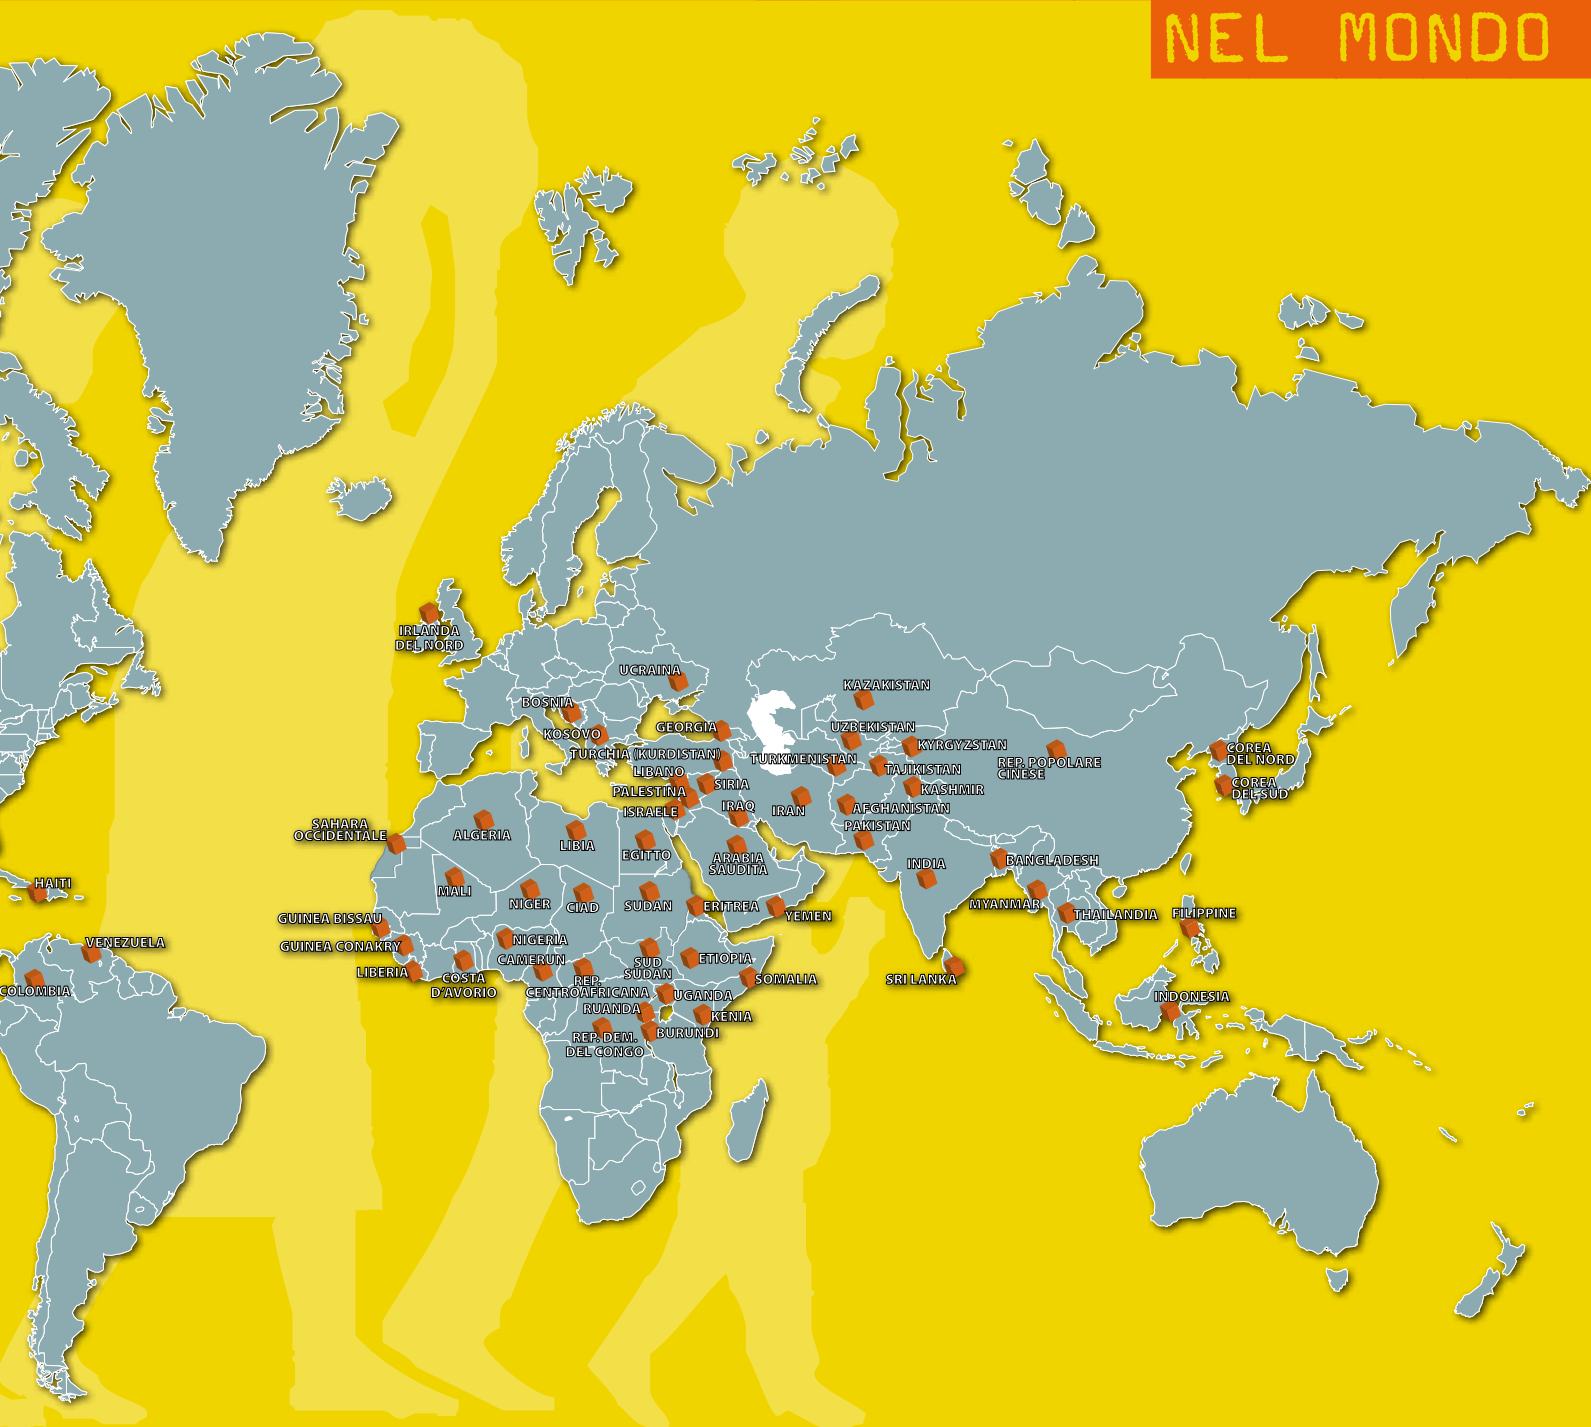 NEL MONDO
IRLANDA
DEL NORD
UCRAINA
KAZAKISTAN
BOSNIA
GEORGIA
UZBEKISTAN
KOSOVO
KYRGYZSTAN
COREA
DEL NORD
TURCHIA (KURDISTAN)
TURKMENISTAN
REP. POPOLARE
CINESE
LIBANO
TAJIKISTAN
SIRIA
COREA
DEL SUD
PALESTINA
KASHMIR
ISRAELE
IRAQ
IRAN
AFGHANISTAN
SAHARA
OCCIDENTALE
ALGERIA
PAKISTAN
LIBIA
EGITTO
ARABIA
SAUDITA
BANGLADESH
INDIA
HAITI
MALI
NIGER
CIAD
SUDAN
ERITREA
YEMEN
MYANMAR
THAILANDIA
FILIPPINE
GUINEA BISSAU
VENEZUELA
GUINEA CONAKRY
NIGERIA
CAMERUN
SUD
SUDAN
ETIOPIA
LIBERIA
COSTA
D'AVORIO
REP.
CENTROAFRICANA
SOMALIA
SRI LANKA
COLOMBIA
UGANDA
INDONESIA
RUANDA
KENIA
BURUNDI
REP. DEM.
DEL CONGO